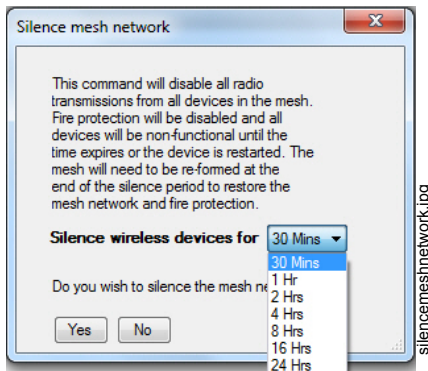 Silence mesh network
This command will disable all radio
transmissions from all devices in the mesh.
Fire protection will be disabled and all
devices will be non-functional until the
time expires or the device is restarted. The
mesh will need to be re-formed at the
end of the silence period to restore the
mesh network and fire protection.
Silence wireless devices for 30 Mins
30 Mins
1 Hr
Do you wish to silence the mesh ne
2 Hrs
4 Hrs
Yes No
8 Hrs
16 Hrs
24 Hrs
silencemeshnetwork.jpg